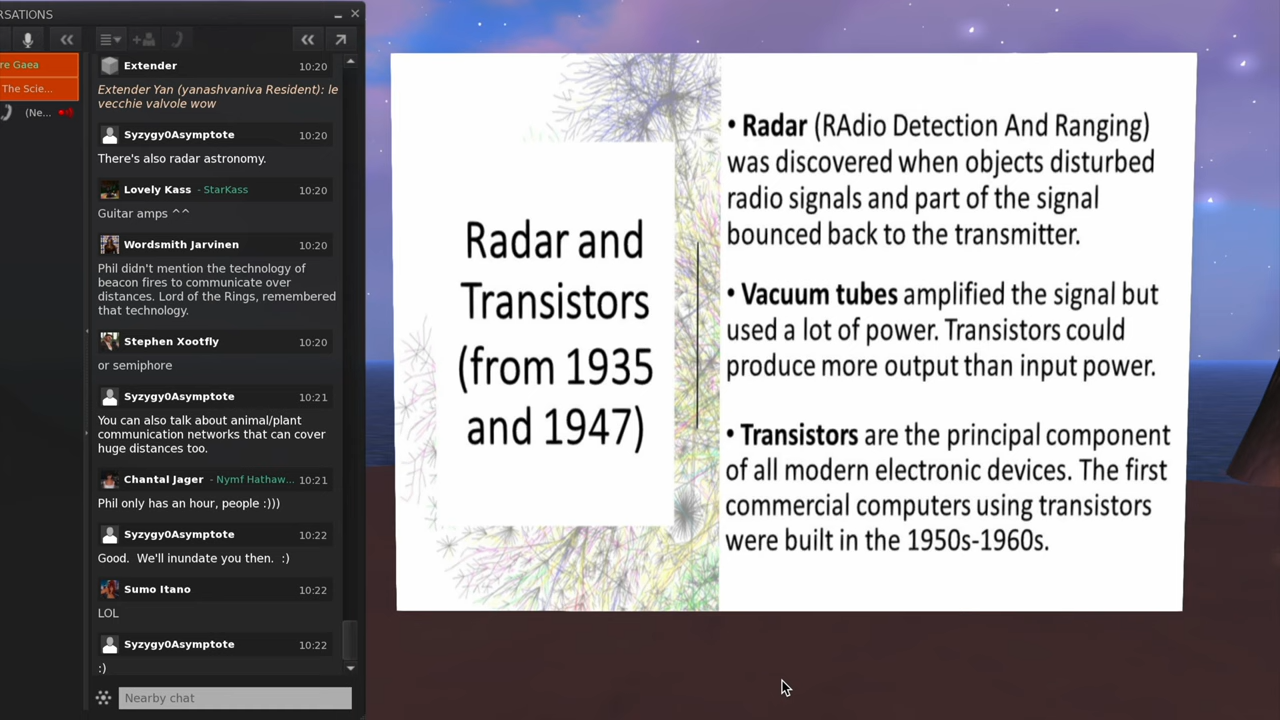 RSATIONS
re Gaea
The Scie...
(Ne...
Extender 10:20
Extender Yan (yanashvaniva Resident): le
vecchie valvole wow
Syzygy0Asymptote 10:20
There's also radar astronomy.
Lovely Kass - StarKass 10:20
Guitar amps ^^
Wordsmith Jarvinen 10:20
Phil didn't mention the technology of
beacon fires to communicate over
distances. Lord of the Rings, remembered
that technology.
Stephen Xootfly 10:20
or semiphore
Syzygy0Asymptote 10:21
You can also talk about animal/plant
communication networks that can cover
huge distances too.
Chantal Jager - Nymf Hathaw... 10:21
Phil only has an hour, people :)))
Syzygy0Asymptote 10:22
Good.  We'll inundate you then.  :)
Sumo Itano 10:22
LOL
Syzygy0Asymptote 10:22
:)
Nearby chat
Radar and
Transistors
(from 1935
and 1947)
• Radar (RAdio Detection And Ranging)
was discovered when objects disturbed
radio signals and part of the signal
bounced back to the transmitter.
• Vacuum tubes amplified the signal but
used a lot of power. Transistors could
produce more output than input power.
• Transistors are the principal component
of all modern electronic devices. The first
commercial computers using transistors
were built in the 1950s-1960s.